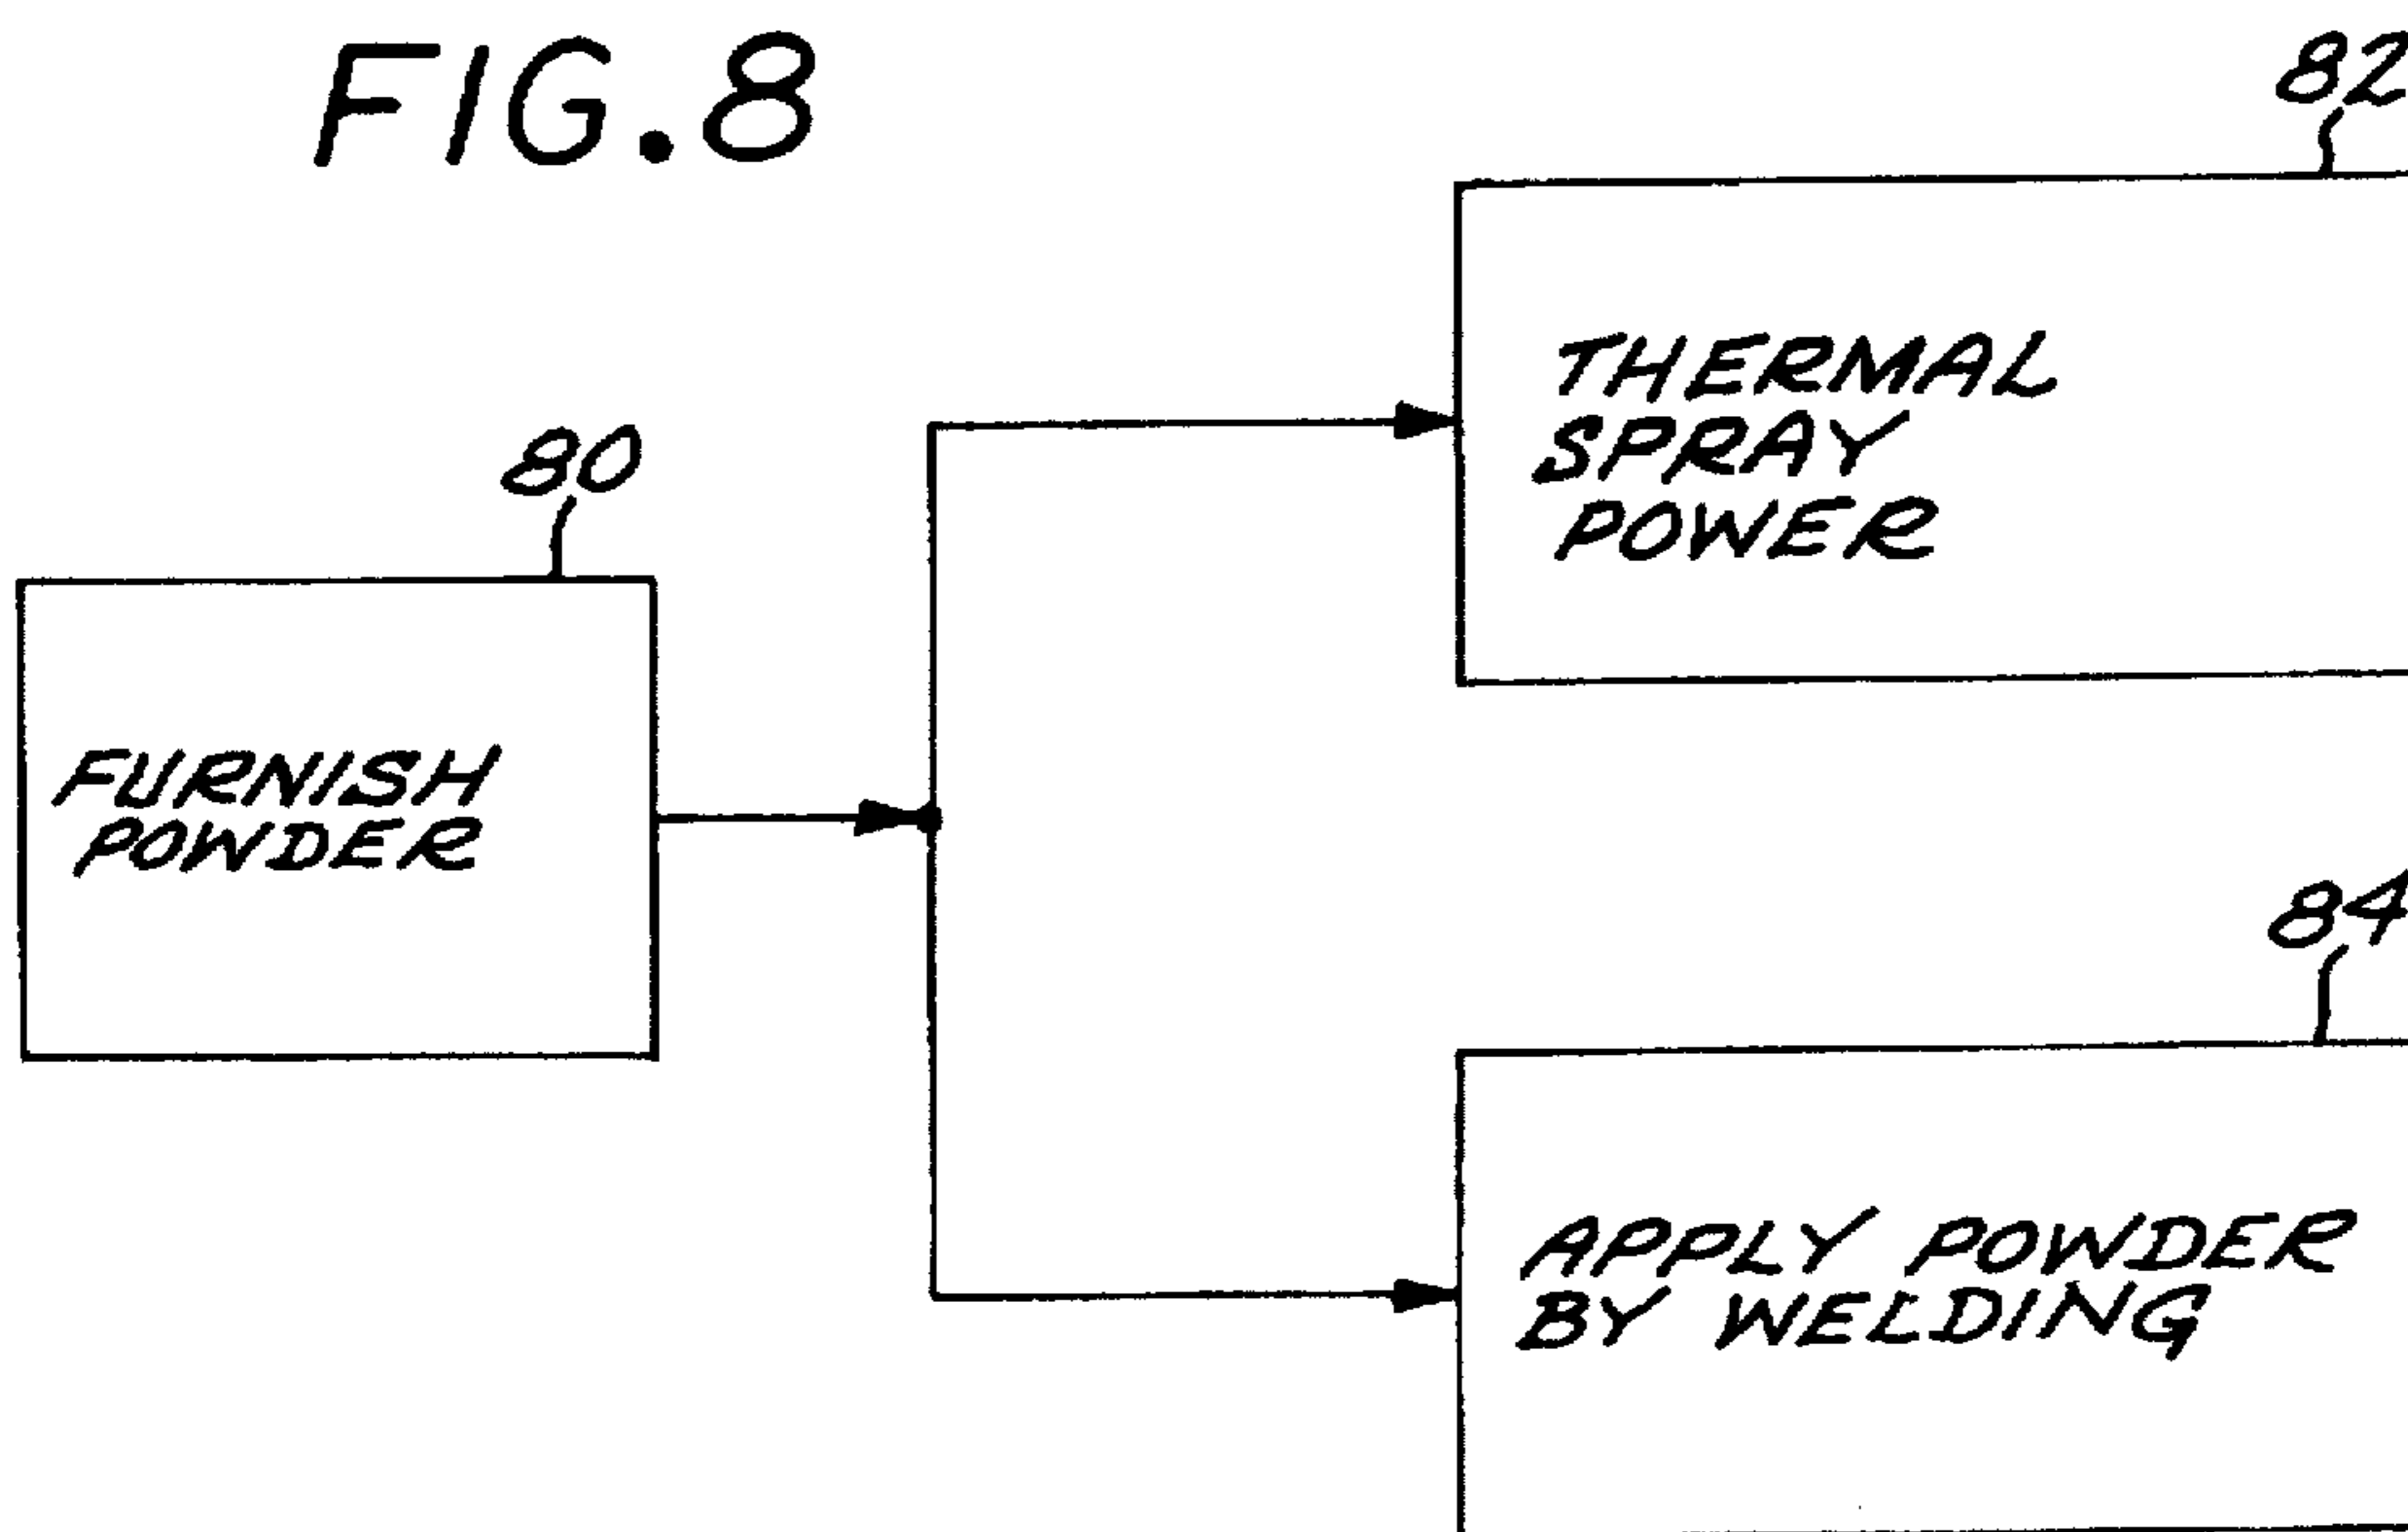 FIG.8
82
THERMAL
SPRAY
POWER
80
FURNISH
POWDER
84
APPLY POWDER
BY WELDING